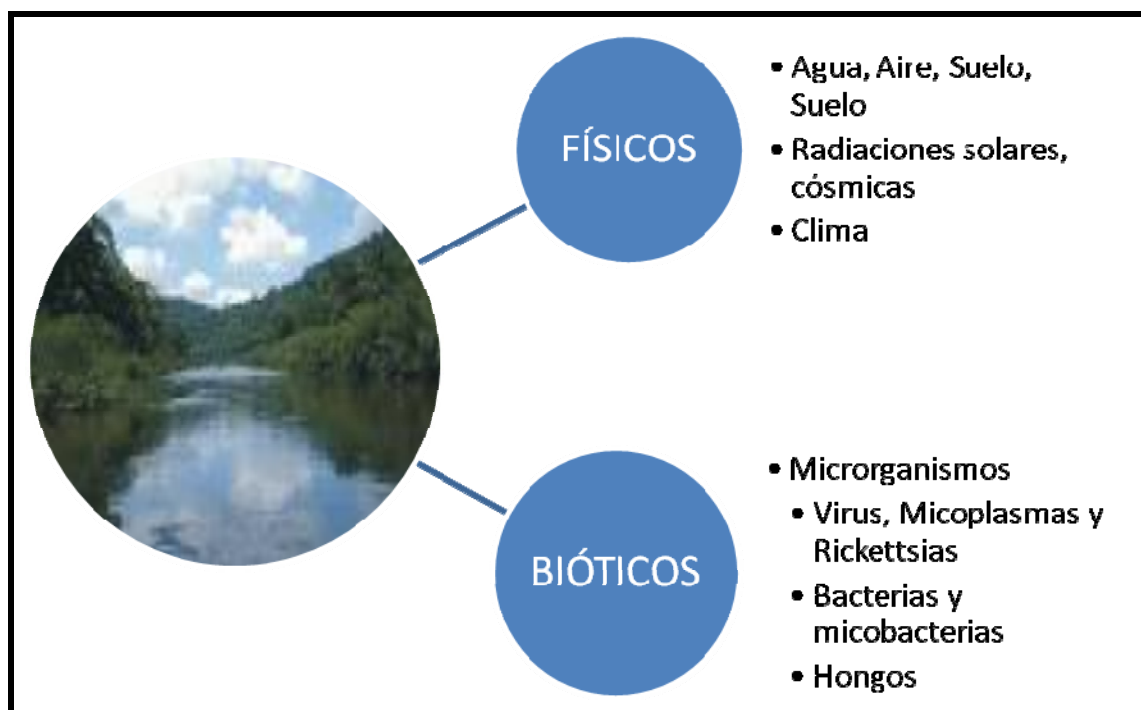 FÍSICOS
• Agua, Aire, Suelo,
Suelo
• Radiaciones solares,
cósmicas
• Clima
BIÓTICOS
• Microrganismos
• Virus, Micoplasmas y
Rickettsias
• Bacterias y
micobacterias
• Hongos